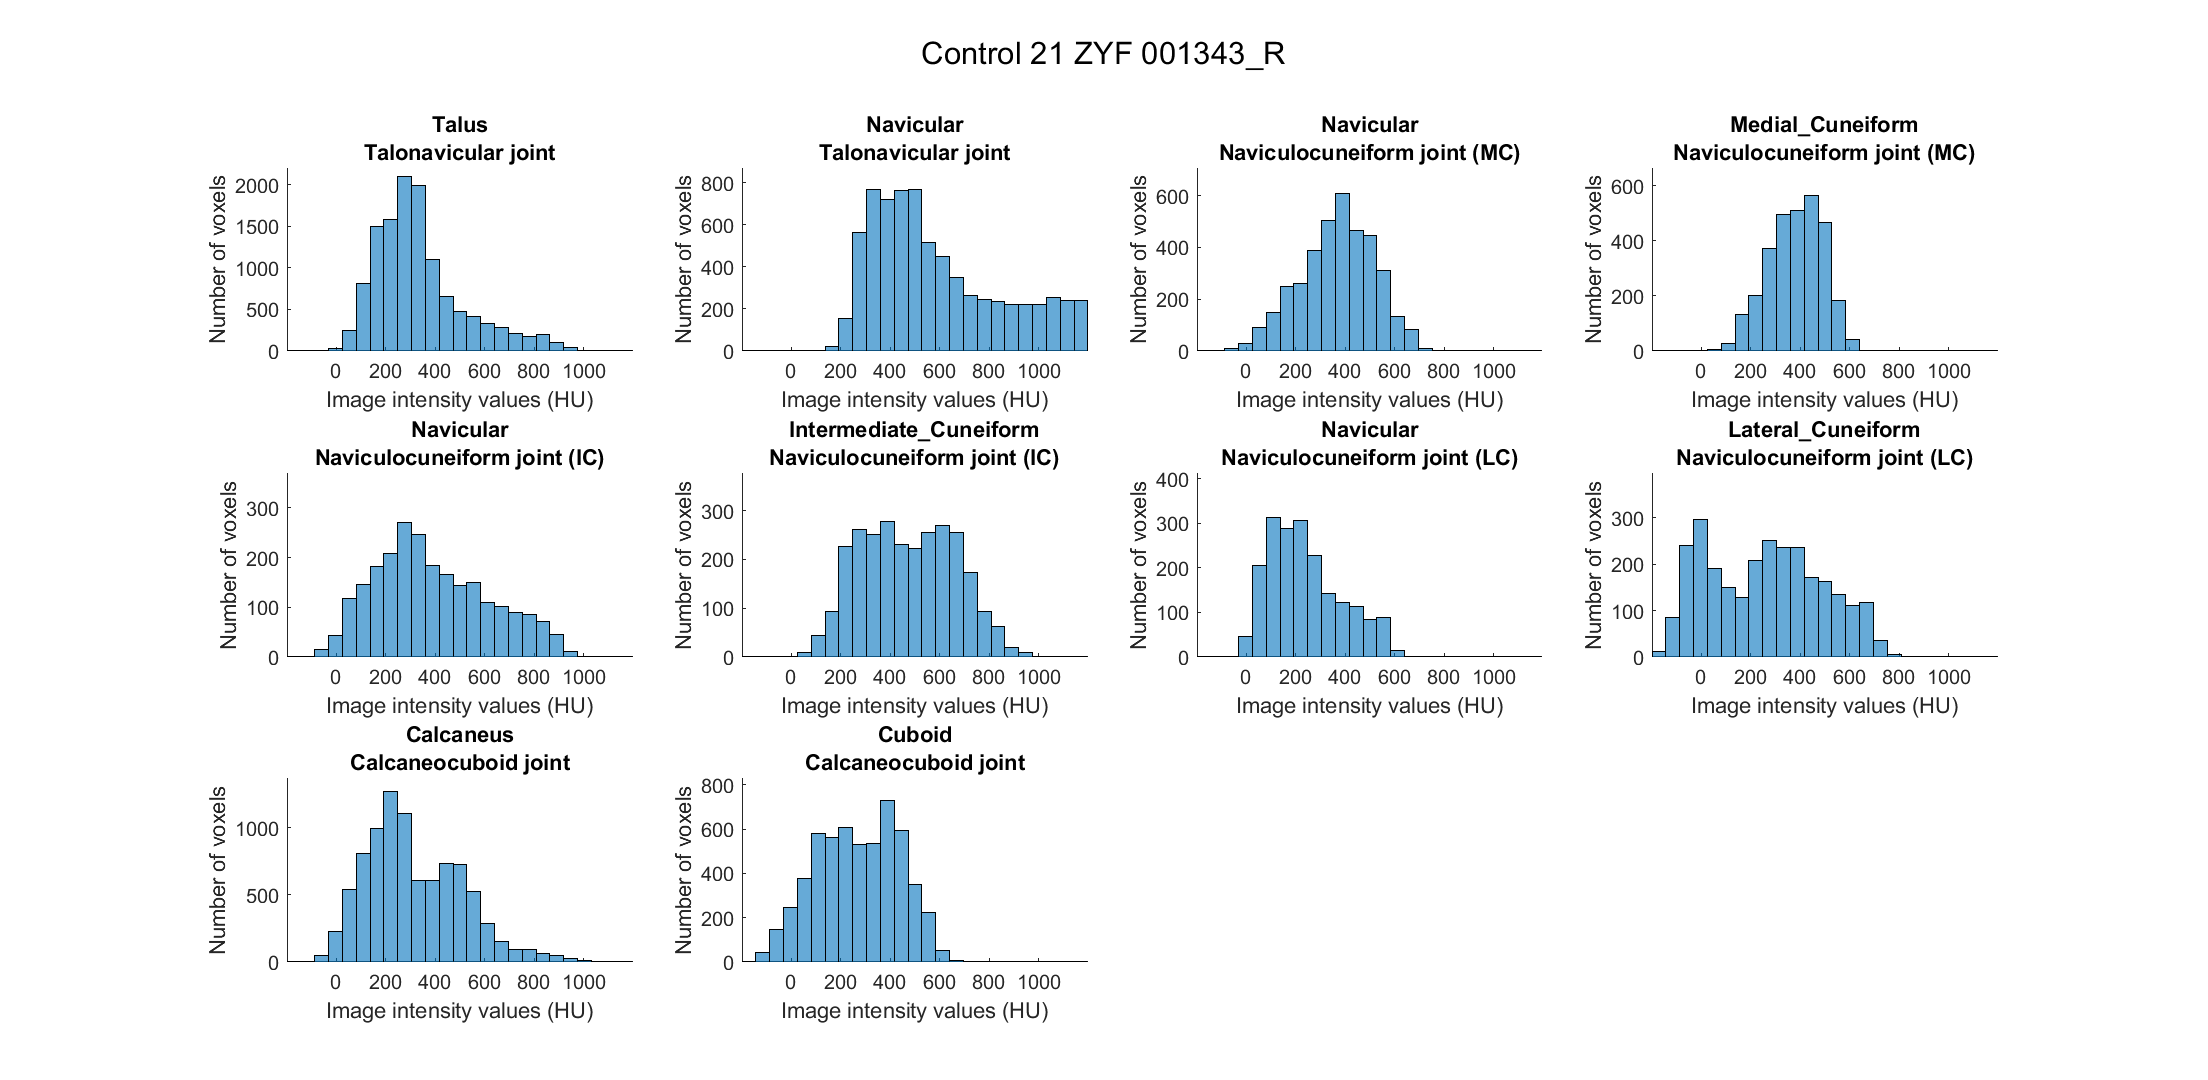 Control 21 ZYF 001343_R
Talus
Talonavicular joint
Number of voxels
2000
1500
1000
500
0
0 200 400 600 800 1000
Image intensity values (HU)
Navicular
Talonavicular joint
Number of voxels
800
600
400
200
0
0 200 400 600 800 1000
Image intensity values (HU)
Navicular
Naviculocuneiform joint (MC)
Number of voxels
600
400
200
0
0 200 400 600 800 1000
Image intensity values (HU)
Medial_Cuneiform
Naviculocuneiform joint (MC)
Number of voxels
600
400
200
0
0 200 400 600 800 1000
Image intensity values (HU)
Navicular
Naviculocuneiform joint (IC)
Number of voxels
300
200
100
0
0 200 400 600 800 1000
Image intensity values (HU)
Intermediate_Cuneiform
Naviculocuneiform joint (IC)
Number of voxels
300
200
100
0
0 200 400 600 800 1000
Image intensity values (HU)
Navicular
Naviculocuneiform joint (LC)
Number of voxels
400
300
200
100
0
0 200 400 600 800 1000
Image intensity values (HU)
Lateral_Cuneiform
Naviculocuneiform joint (LC)
Number of voxels
300
200
100
0
0 200 400 600 800 1000
Image intensity values (HU)
Calcaneus
Calcaneocuboid joint
Number of voxels
1000
500
0
0 200 400 600 800 1000
Image intensity values (HU)
Cuboid
Calcaneocuboid joint
Number of voxels
800
600
400
200
0
0 200 400 600 800 1000
Image intensity values (HU)